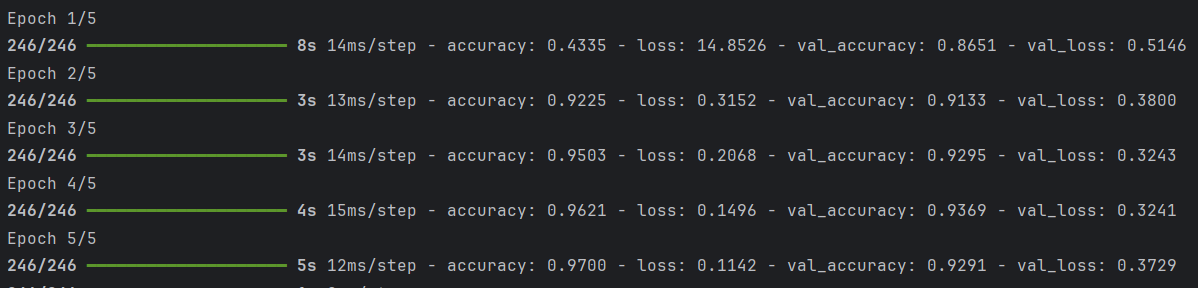 Epoch 1/5
246/246 ━━━━━━━━━━━━━━━━━━━━ 8s 14ms/step - accuracy: 0.4335 - loss: 14.8526 - val_accuracy: 0.8651 - val_loss: 0.5146
Epoch 2/5
246/246 ━━━━━━━━━━━━━━━━━━━━ 3s 13ms/step - accuracy: 0.9225 - loss: 0.3152 - val_accuracy: 0.9133 - val_loss: 0.3800
Epoch 3/5
246/246 ━━━━━━━━━━━━━━━━━━━━ 3s 14ms/step - accuracy: 0.9503 - loss: 0.2068 - val_accuracy: 0.9295 - val_loss: 0.3243
Epoch 4/5
246/246 ━━━━━━━━━━━━━━━━━━━━ 4s 15ms/step - accuracy: 0.9621 - loss: 0.1496 - val_accuracy: 0.9369 - val_loss: 0.3241
Epoch 5/5
246/246 ━━━━━━━━━━━━━━━━━━━━ 5s 12ms/step - accuracy: 0.9700 - loss: 0.1142 - val_accuracy: 0.9291 - val_loss: 0.3729